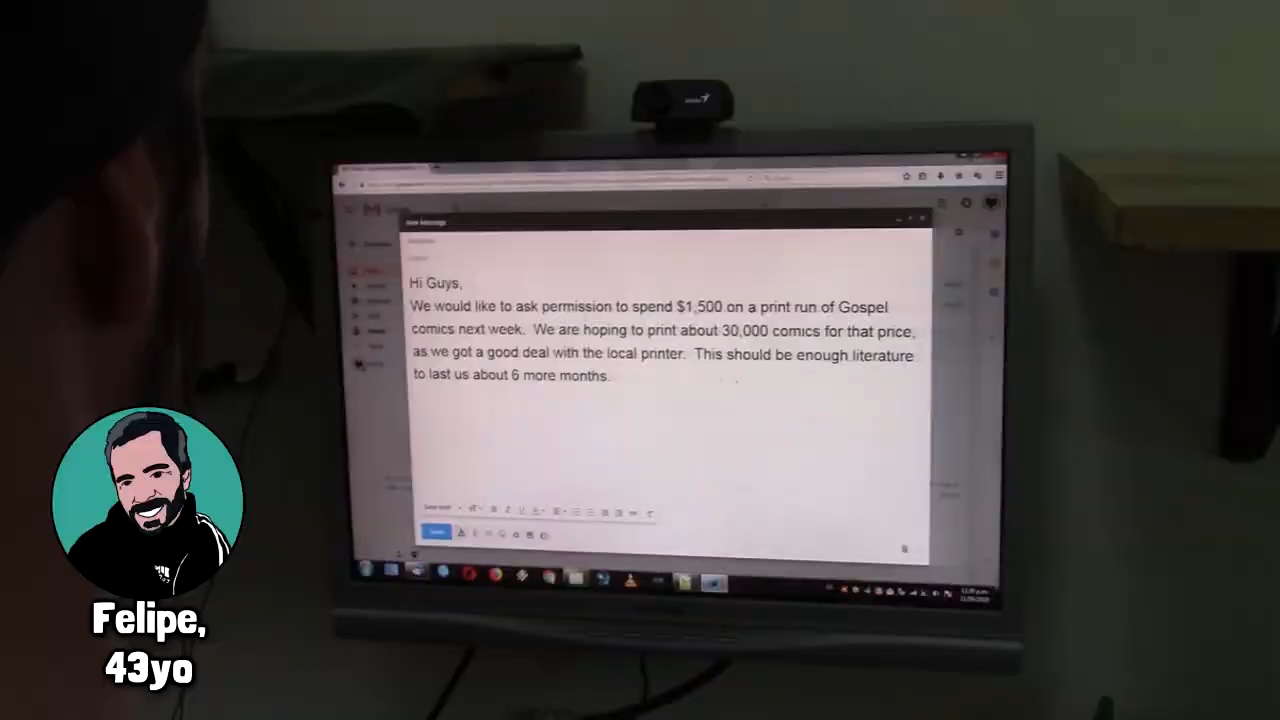 Hi Guys,
We would like to ask permission to spend $1,500 on a print run of Gospel
comics next week. We are hoping to print about 30,000 comics for that price,
as we got a good deal with the local printer. This should be enough literature
to last us about 6 more months.
Felipe,
43yo